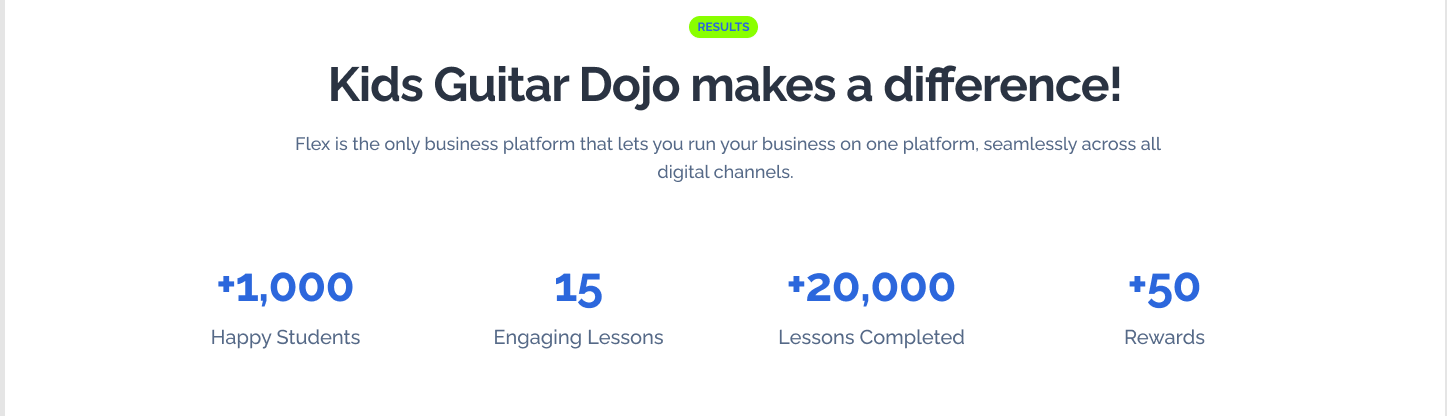 RESULTS
Kids Guitar Dojo makes a difference!
Flex is the only business platform that lets you run your business on one platform, seamlessly across all
digital channels.
+1,000
Happy Students
15
Engaging Lessons
+20,000
Lessons Completed
+50
Rewards